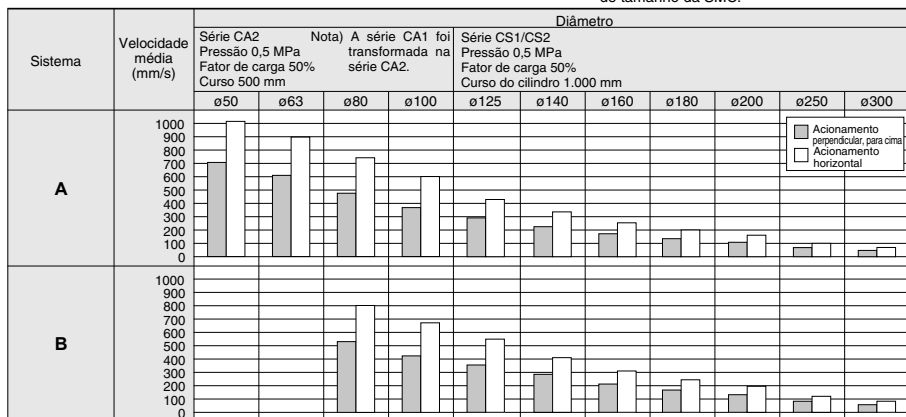 de tamanho da SMC.
Sistema
Velocidade
média
(mm/s)
Diâmetro
Série CA2 Nota) A série CA1 foi
Pressão 0,5 MPa transformada na
Fator de carga 50% série CA2.
Curso 500 mm
Série CS1/CS2
Pressão 0,5 MPa
Fator de carga 50%
Curso do cilindro 1.000 mm
ø50 ø63 ø80 ø100 ø125 ø140 ø160 ø180 ø200 ø250 ø300
A
1000
900
800
700
600
500
400
300
200
100
0
Acionamento
perpendicular, para cima
Acionamento
horizontal
B
1000
900
800
700
600
500
400
300
200
100
0